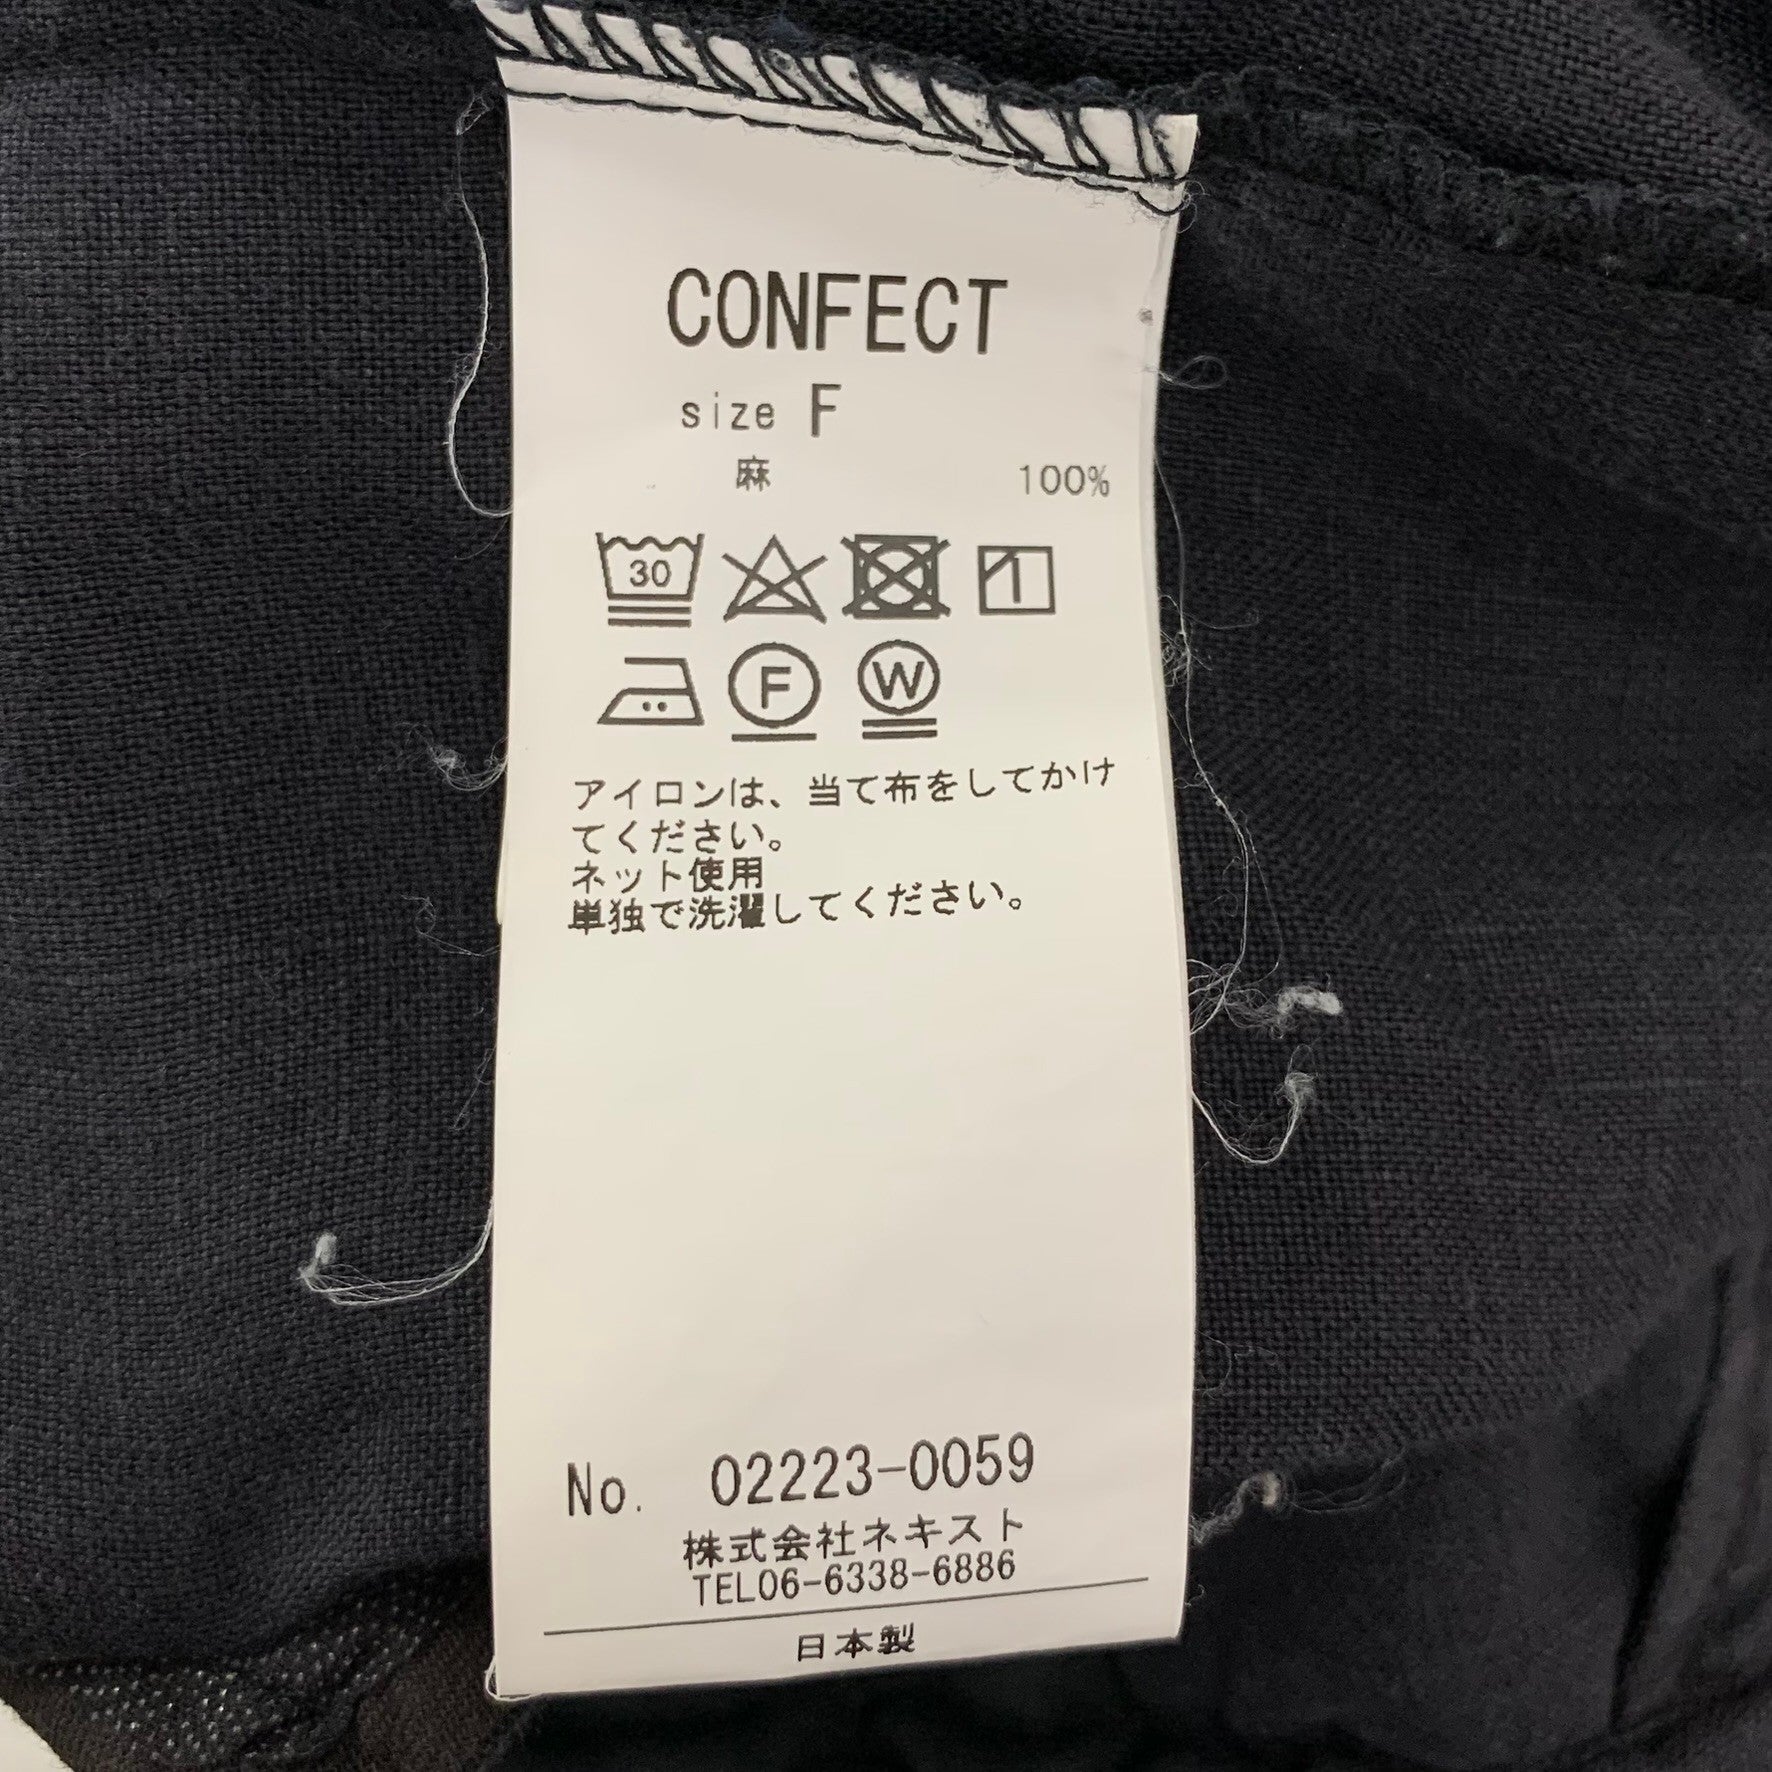 CONFECT
size F
麻 100%
30
1
F W
アイロンは、当て布をしてかけ
てください。
ネット使用
単独で洗濯してください。
No. 02223-0059
株式会社ネキスト
TEL06-6338-6886
日本製